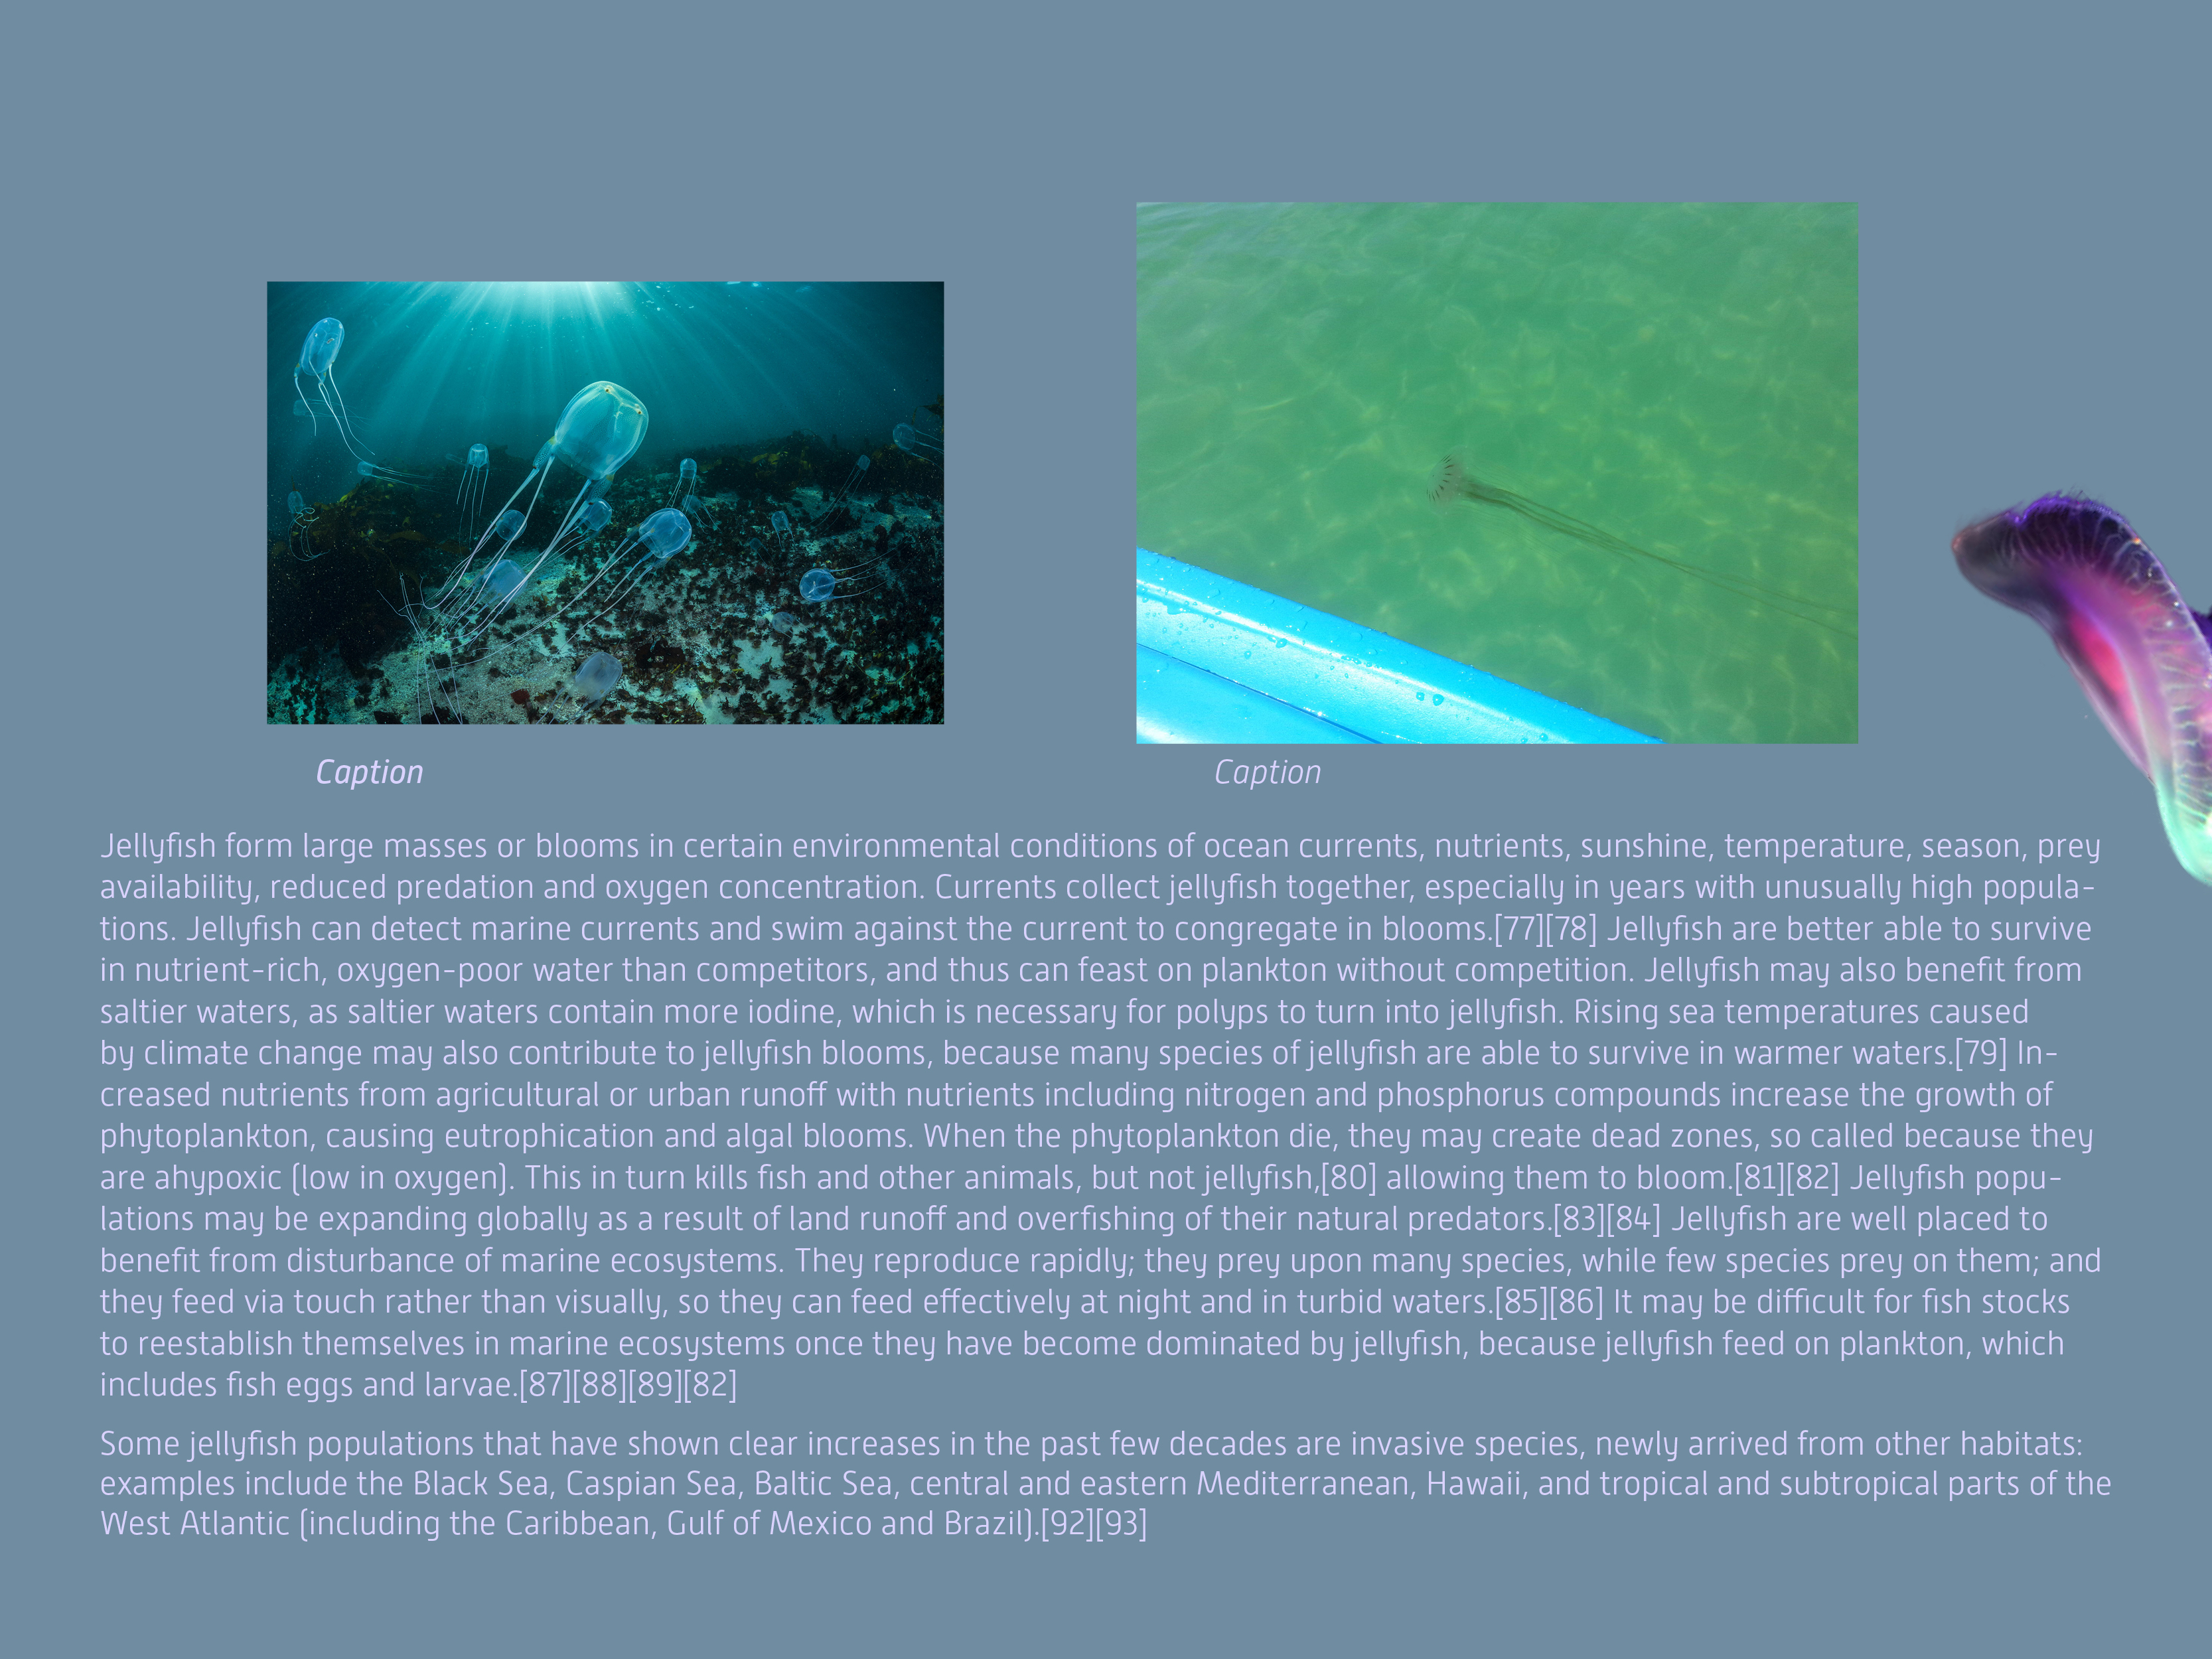 Caption
Caption
Jellyfish form large masses or blooms in certain environmental conditions of ocean currents, nutrients, sunshine, temperature, season, prey
availability, reduced predation and oxygen concentration. Currents collect jellyfish together, especially in years with unusually high popula-
tions. Jellyfish can detect marine currents and swim against the current to congregate in blooms.[77][78] Jellyfish are better able to survive
in nutrient-rich, oxygen-poor water than competitors, and thus can feast on plankton without competition. Jellyfish may also benefit from
saltier waters, as saltier waters contain more iodine, which is necessary for polyps to turn into jellyfish. Rising sea temperatures caused
by climate change may also contribute to jellyfish blooms, because many species of jellyfish are able to survive in warmer waters.[79] In-
creased nutrients from agricultural or urban runoff with nutrients including nitrogen and phosphorus compounds increase the growth of
phytoplankton, causing eutrophication and algal blooms. When the phytoplankton die, they may create dead zones, so called because they
are ahypoxic (low in oxygen). This in turn kills fish and other animals, but not jellyfish,[80] allowing them to bloom.[81][82] Jellyfish popu-
lations may be expanding globally as a result of land runoff and overfishing of their natural predators.[83][84] Jellyfish are well placed to
benefit from disturbance of marine ecosystems. They reproduce rapidly; they prey upon many species, while few species prey on them; and
they feed via touch rather than visually, so they can feed effectively at night and in turbid waters.[85][86] It may be difficult for fish stocks
to reestablish themselves in marine ecosystems once they have become dominated by jellyfish, because jellyfish feed on plankton, which
includes fish eggs and larvae.[87][88][89][82]
Some jellyfish populations that have shown clear increases in the past few decades are invasive species, newly arrived from other habitats:
examples include the Black Sea, Caspian Sea, Baltic Sea, central and eastern Mediterranean, Hawaii, and tropical and subtropical parts of the
West Atlantic (including the Caribbean, Gulf of Mexico and Brazil).[92][93]